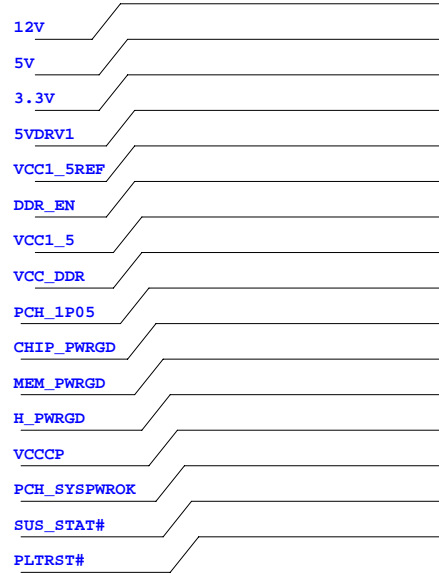 12V
5V
3.3V
5VDRV1
VCC1_5REF
DDR_EN
VCC1_5
VCC_DDR
PCH_1P05
CHIP_PWRGD
MEM_PWRGD
H_PWRGD
VCCCP
PCH_SYSPWROK
SUS_STAT#
PLTRST#